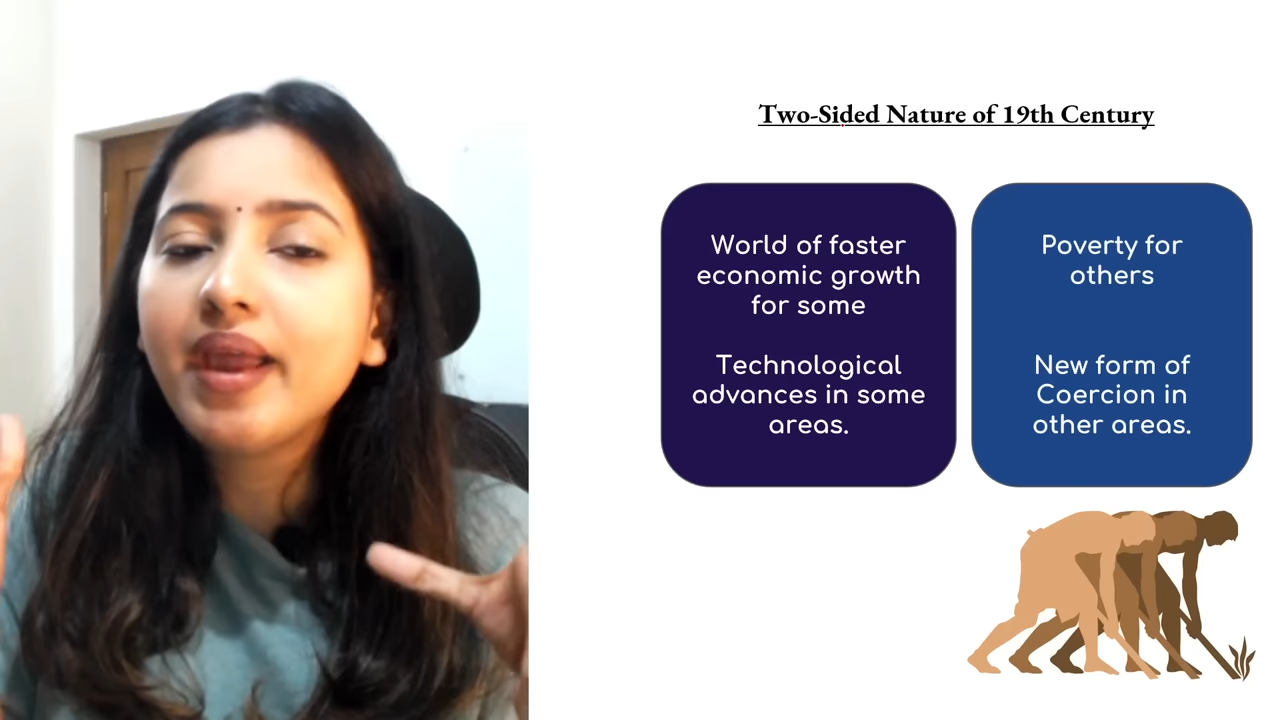 Two-Sided Nature of 19th Century
World of faster
economic growth
for some
Technological
advances in some
areas.
Poverty for
others
New form of
Coercion in
other areas.